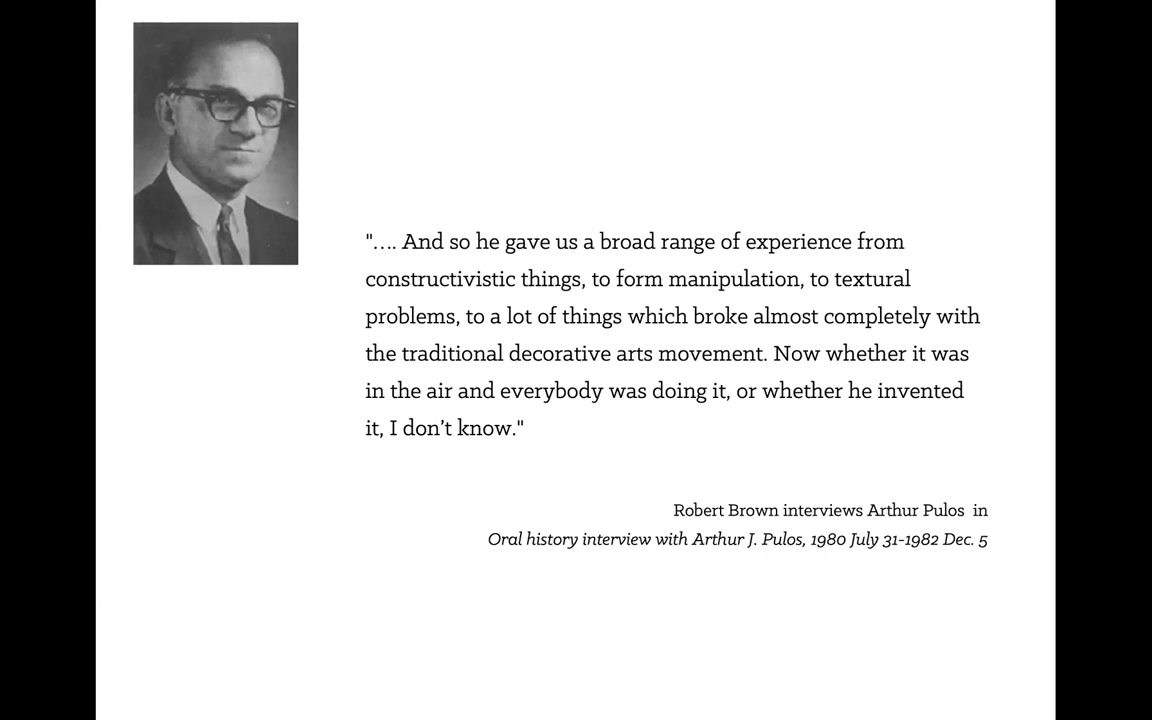 "…. And so he gave us a broad range of experience from
constructivistic things, to form manipulation, to textural
problems, to a lot of things which broke almost completely with
the traditional decorative arts movement. Now whether it was
in the air and everybody was doing it, or whether he invented
it, I don’t know."
Robert Brown interviews Arthur Pulos  in
Oral history interview with Arthur J. Pulos, 1980 July 31-1982 Dec. 5